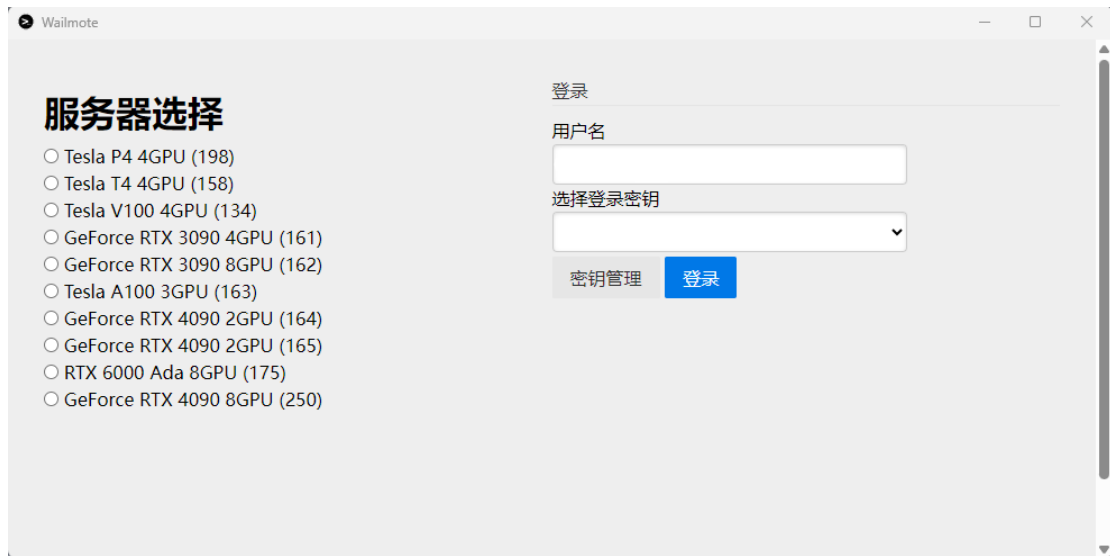 Wailmote
服务器选择
Tesla P4 4GPU (198)
Tesla T4 4GPU (158)
Tesla V100 4GPU (134)
GeForce RTX 3090 4GPU (161)
GeForce RTX 3090 8GPU (162)
Tesla A100 3GPU (163)
GeForce RTX 4090 2GPU (164)
GeForce RTX 4090 2GPU (165)
RTX 6000 Ada 8GPU (175)
GeForce RTX 4090 8GPU (250)
登录
用户名
选择登录密钥
密钥管理 登录